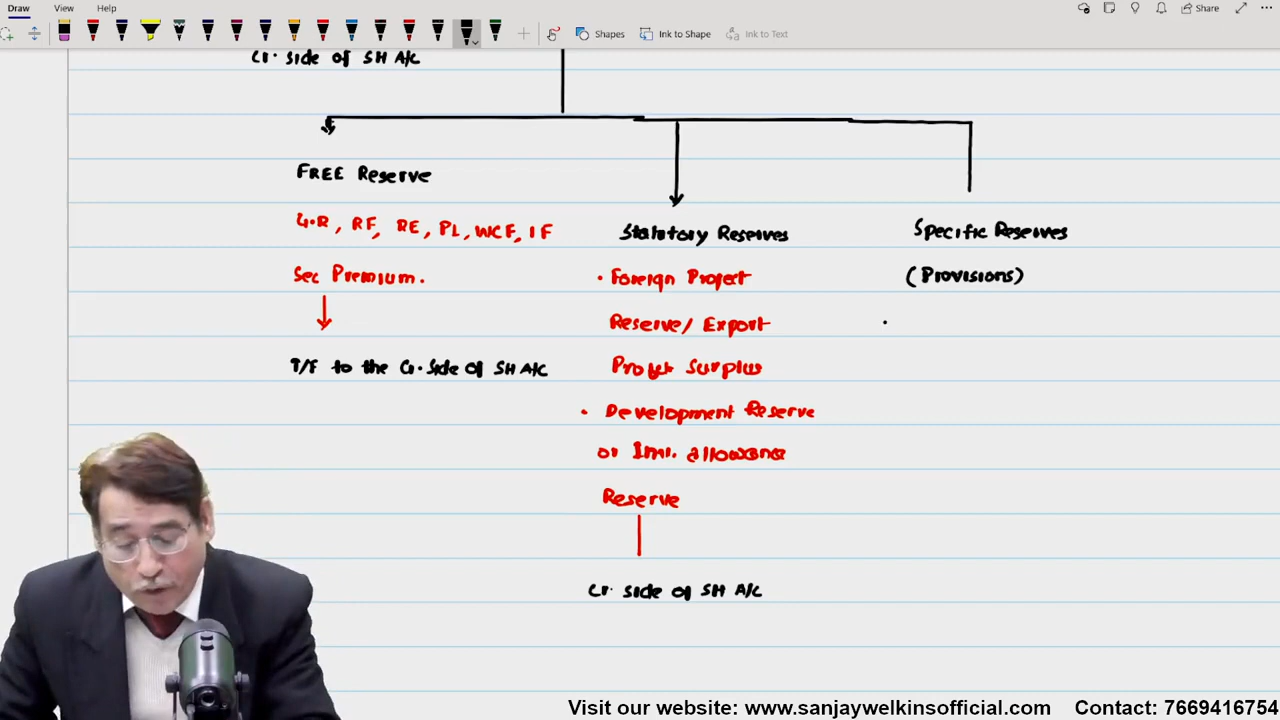 Draw View Help
Share
Shapes Ink to Shape Ink to Text
Cr. side of SH A/C
FREE Reserve
G.R, RF, RE, PL, WCF, IF
Sec Premium.
T/F to the Cr. Side of SH A/C
Statutory Reserves
• Foreign Project
Reserve/ Export
Profit Surplus
• Development Reserve
or Inv. allowance
Reserve
Cr. side of SH A/C
Specific Reserves
(Provisions)
Visit our website: www.sanjaywelkinsofficial.com Contact: 7669416754